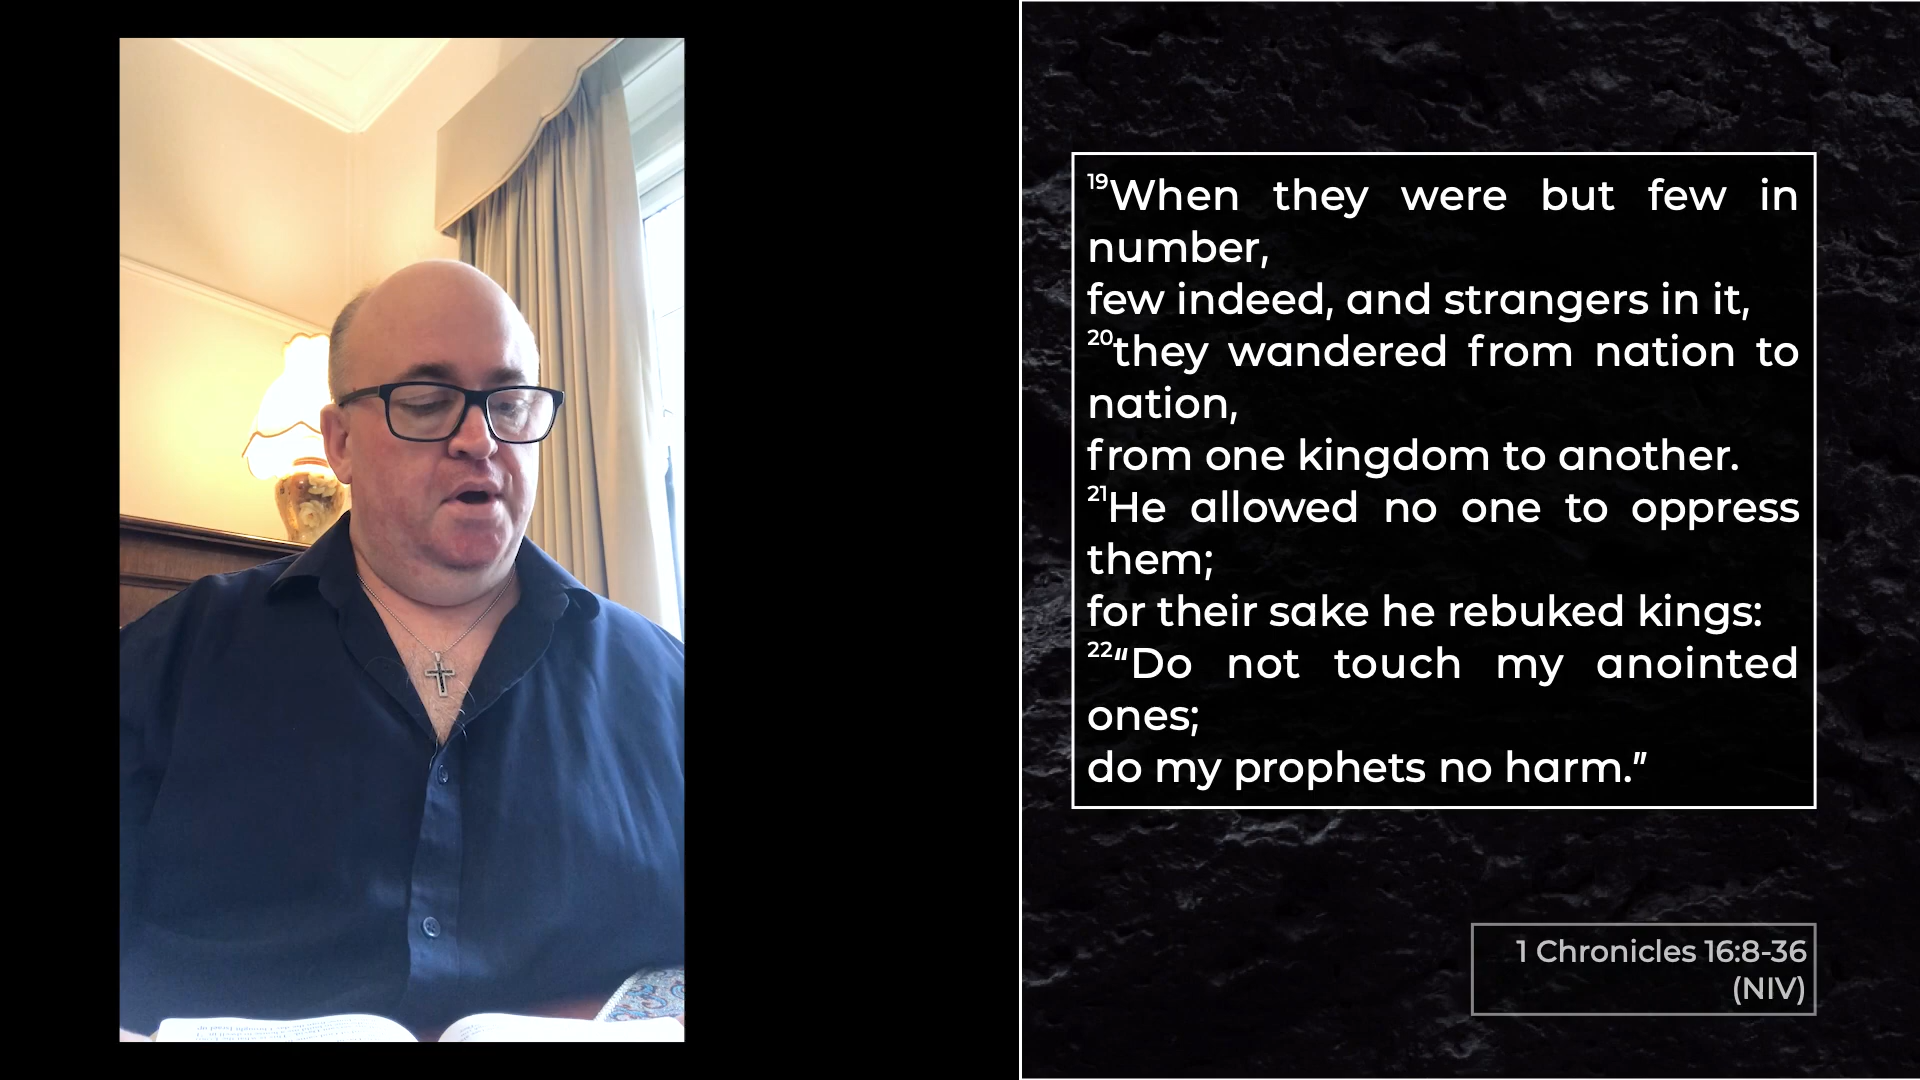 ¹⁹When they were but few in
number,
few indeed, and strangers in it,
²⁰they wandered from nation to
nation,
from one kingdom to another.
²¹He allowed no one to oppress
them;
for their sake he rebuked kings:
²²“Do not touch my anointed
ones;
do my prophets no harm.”
1 Chronicles 16:8-36
(NIV)